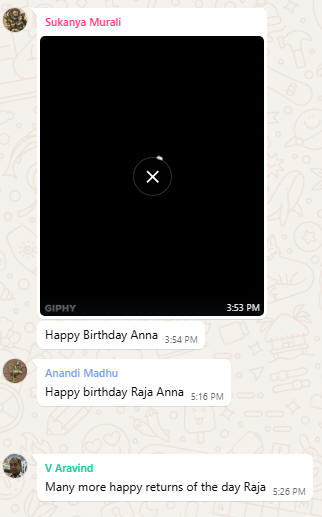 Sukanya Murali
GIPHY
3:53 PM
Happy Birthday Anna 3:54 PM
Anandi Madhu
Happy birthday Raja Anna 5:16 PM
V Aravind
Many more happy returns of the day Raja 5:26 PM